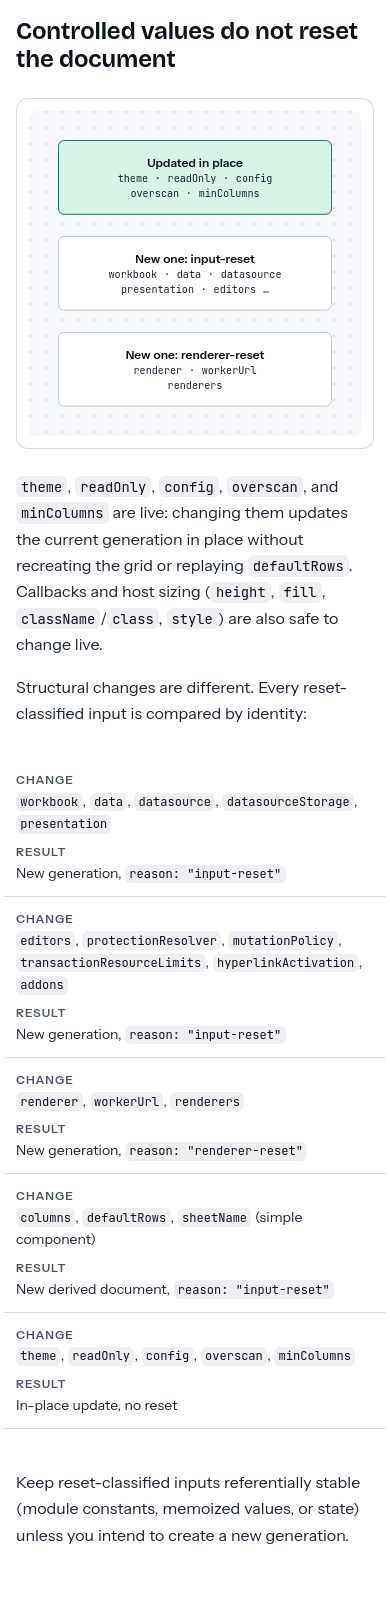 Controlled values do not reset
the document
Updated in place
theme · readOnly · config
overscan · minColumns
New one: input-reset
workbook · data · datasource
presentation · editors …
New one: renderer-reset
renderer · workerUrl
renderers
theme, readOnly, config, overscan, and
minColumns are live: changing them updates
the current generation in place without
recreating the grid or replaying defaultRows.
Callbacks and host sizing (height, fill,
className/class, style) are also safe to
change live.
Structural changes are different. Every reset-
classified input is compared by identity:
CHANGE
workbook, data, datasource, datasourceStorage,
presentation
RESULT
New generation, reason: "input-reset"
CHANGE
editors, protectionResolver, mutationPolicy,
transactionResourceLimits, hyperlinkActivation,
addons
RESULT
New generation, reason: "input-reset"
CHANGE
renderer, workerUrl, renderers
RESULT
New generation, reason: "renderer-reset"
CHANGE
columns, defaultRows, sheetName (simple
component)
RESULT
New derived document, reason: "input-reset"
CHANGE
theme, readOnly, config, overscan, minColumns
RESULT
In-place update, no reset
Keep reset-classified inputs referentially stable
(module constants, memoized values, or state)
unless you intend to create a new generation.